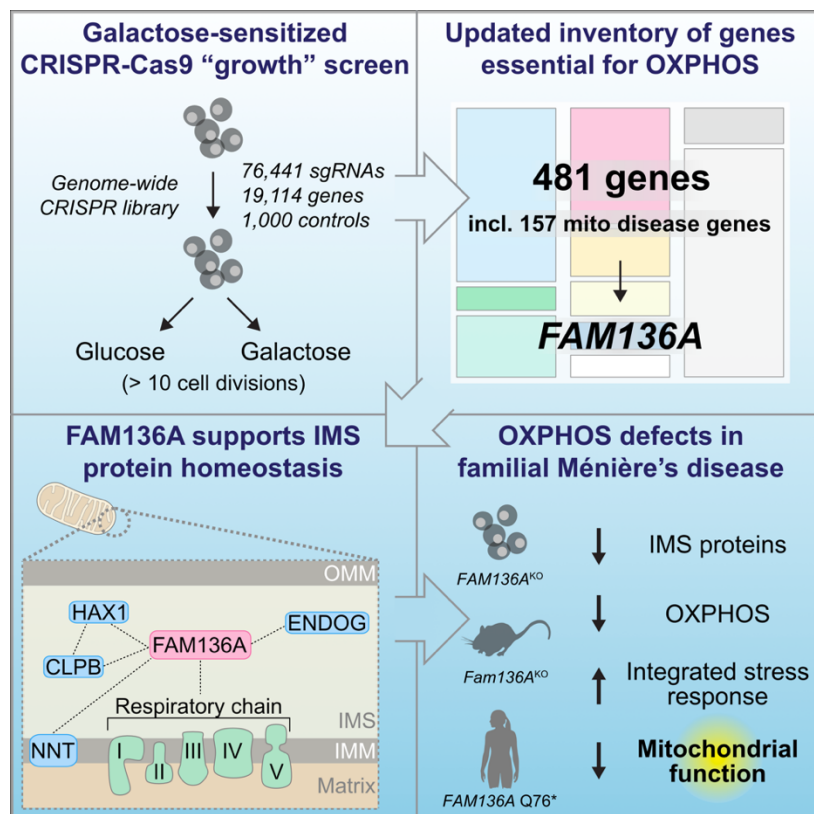 Galactose-sensitized
CRISPR-Cas9 “growth” screen
Genome-wide
CRISPR library
76,441 sgRNAs
19,114 genes
1,000 controls
Glucose
Galactose
(> 10 cell divisions)
Updated inventory of genes
essential for OXPHOS
481 genes
incl. 157 mito disease genes
FAM136A
FAM136A supports IMS
protein homeostasis
OMM
HAX1
ENDOG
FAM136A
CLPB
Respiratory chain
IMS
NNT
I
II
III
IV
V
IMM
Matrix
OXPHOS defects in
familial Ménière’s disease
FAM136A^KO
IMS proteins
OXPHOS
Fam136A^KO
Integrated stress
response
Mitochondrial
function
FAM136A Q76*